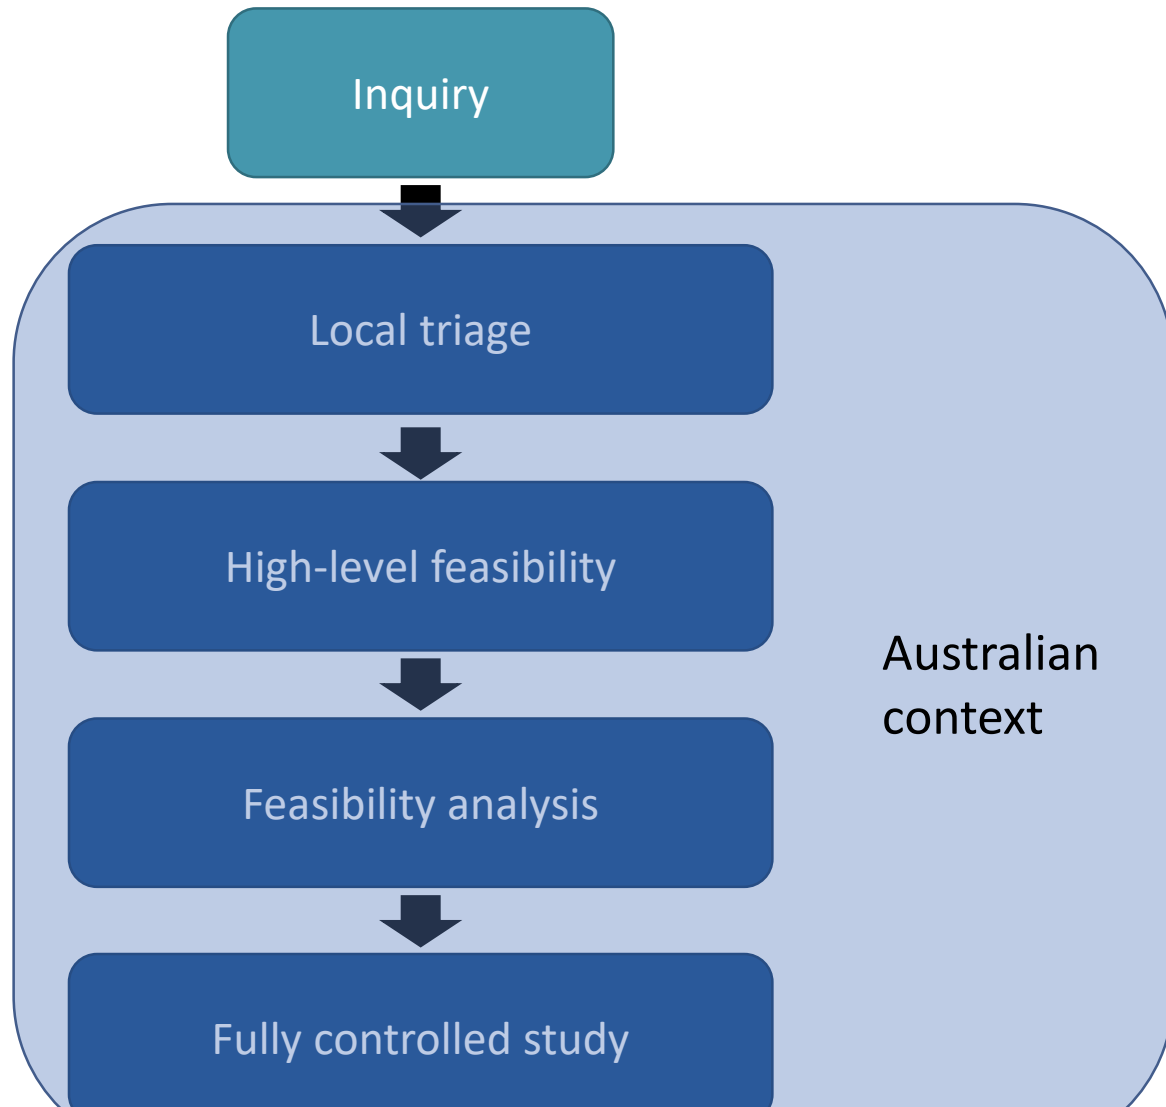 Inquiry
Local triage
High-level feasibility
Australian
context
Feasibility analysis
Fully controlled study